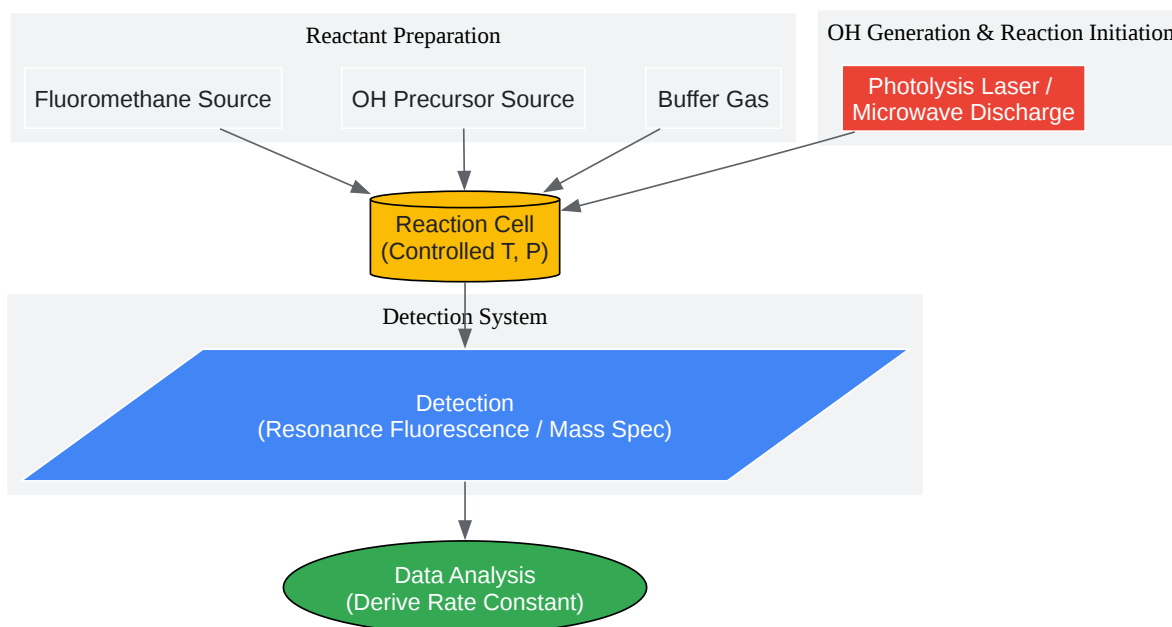 Reactant Preparation
OH Generation & Reaction Initiation
Fluoromethane Source
OH Precursor Source
Buffer Gas
Photolysis Laser /
Microwave Discharge
Reaction Cell
(Controlled T, P)
Detection System
Detection
(Resonance Fluorescence / Mass Spec)
Data Analysis
(Derive Rate Constant)